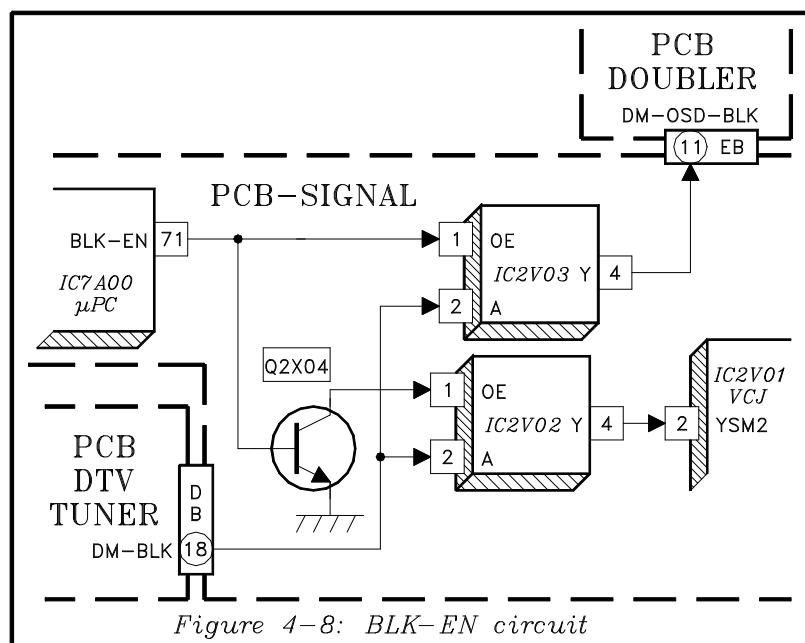 PCB
DOUBLER
DM-OSD-BLK
11 EB
PCB-SIGNAL
BLK-EN 71
IC7A00
µPC
1 OE
IC2V03 Y 4
2 A
Q2X04
1 OE
IC2V02 Y 4
2 A
IC2V01
VCJ
2 YSM2
PCB
DTV
TUNER
D
B
DM-BLK 18
Figure 4-8: BLK-EN circuit